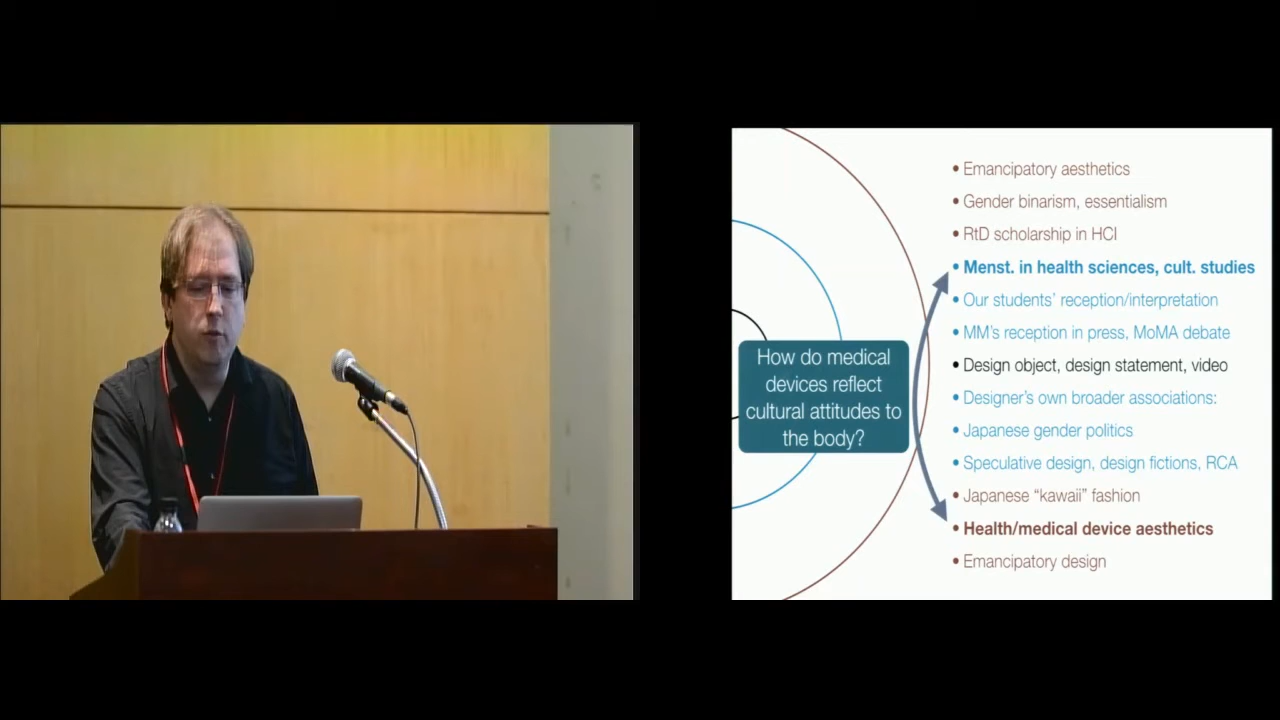 How do medical
devices reflect
cultural attitudes to
the body?
• Emancipatory aesthetics
• Gender binarism, essentialism
• RtD scholarship in HCI
• Menst. in health sciences, cult. studies
• Our students’ reception/interpretation
• MM’s reception in press, MoMA debate
• Design object, design statement, video
• Designer’s own broader associations:
• Japanese gender politics
• Speculative design, design fictions, RCA
• Japanese “kawaii” fashion
• Health/medical device aesthetics
• Emancipatory design